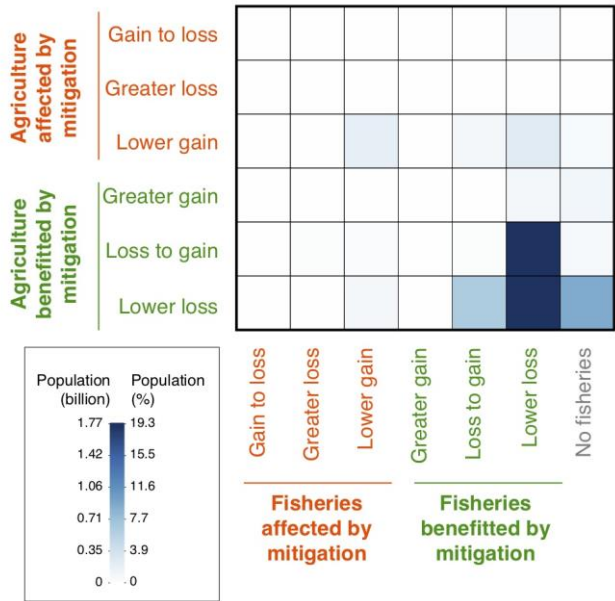 Agriculture
affected by
mitigation
Gain to loss
Greater loss
Lower gain
Agriculture
benefitted by
mitigation
Greater gain
Loss to gain
Lower loss
Population
(billion)
Population
(%)
1.77 19.3
1.42 15.5
1.06 11.6
0.71 7.7
0.35 3.9
0 0
Gain to loss
Greater loss
Lower gain
Greater gain
Loss to gain
Lower loss
No fisheries
Fisheries
affected by
mitigation
Fisheries
benefitted by
mitigation